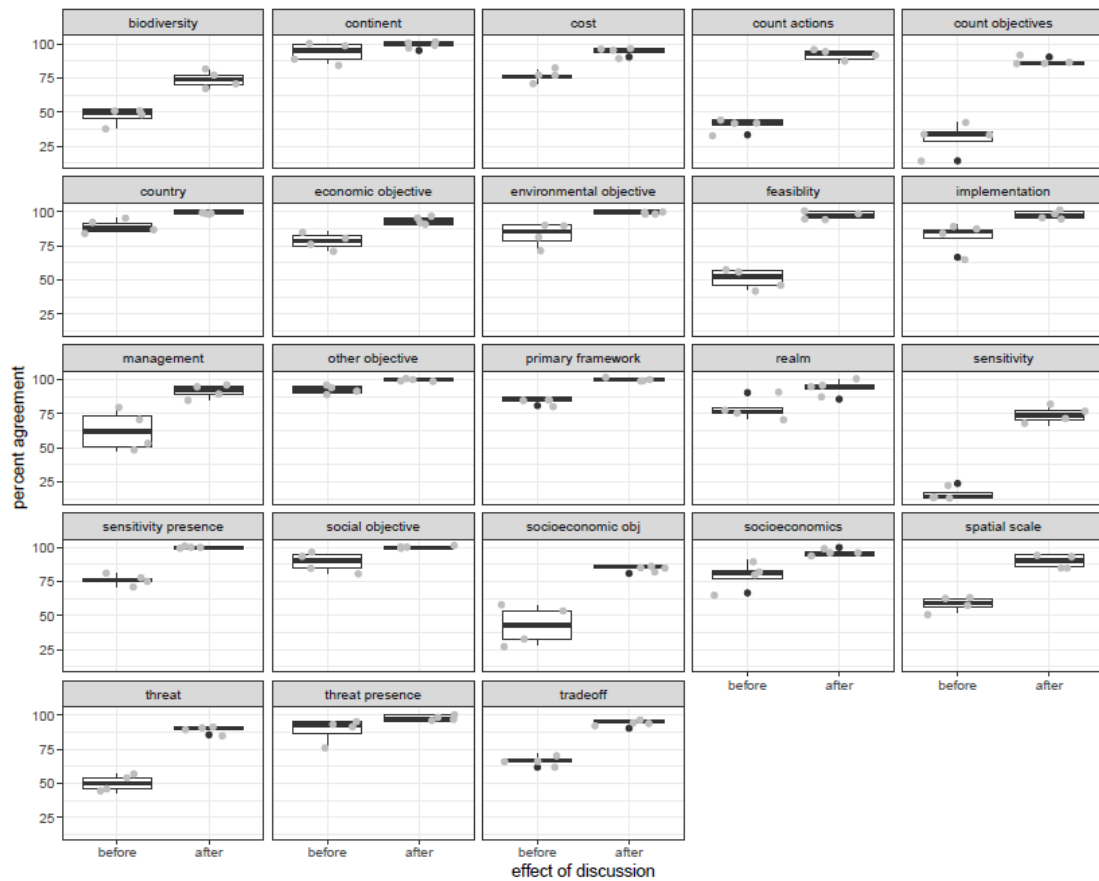 biodiversity continent cost count actions count objectives
100
75
50
25
country economic objective environmental objective feasiblity implementation
100
75
50
25
management other objective primary framework realm sensitivity
100
75
50
25
sensitivity presence social objective socioeconomic obj socioeconomics spatial scale
100
75
50
25
before after before after
threat threat presence tradeoff
100
75
50
25
before after before after before after
effect of discussion
percent agreement